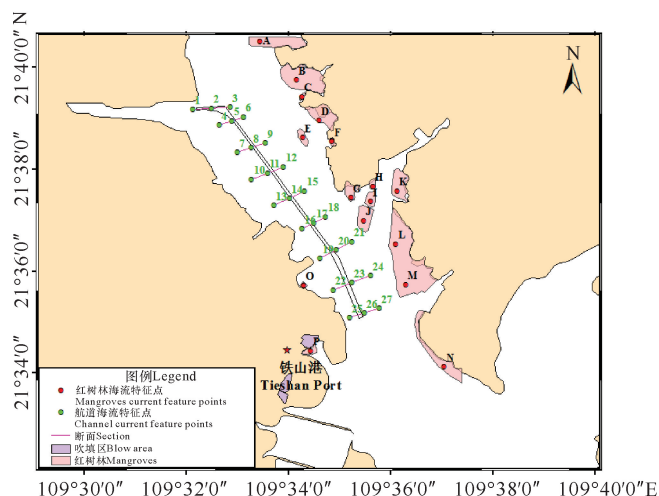 21°40′0″ N
21°38′0″
21°36′0″
21°34′0″
N
A
B
C
D
E
F
G
H
I
J
K
L
M
N
O
P
1
2
3
4
5
6
7
8
9
10
11
12
13
14
15
16
17
18
19
20
21
22
23
24
25
26
27
铁山港
Tieshan Port
图例Legend
红树林海流特征点
Mangroves current feature points
航道海流特征点
Channel current feature points
断面Section
吹填区Blow area
红树林Mangroves
109°30′0″ 109°32′0″ 109°34′0″ 109°36′0″ 109°38′0″ 109°40′0″E